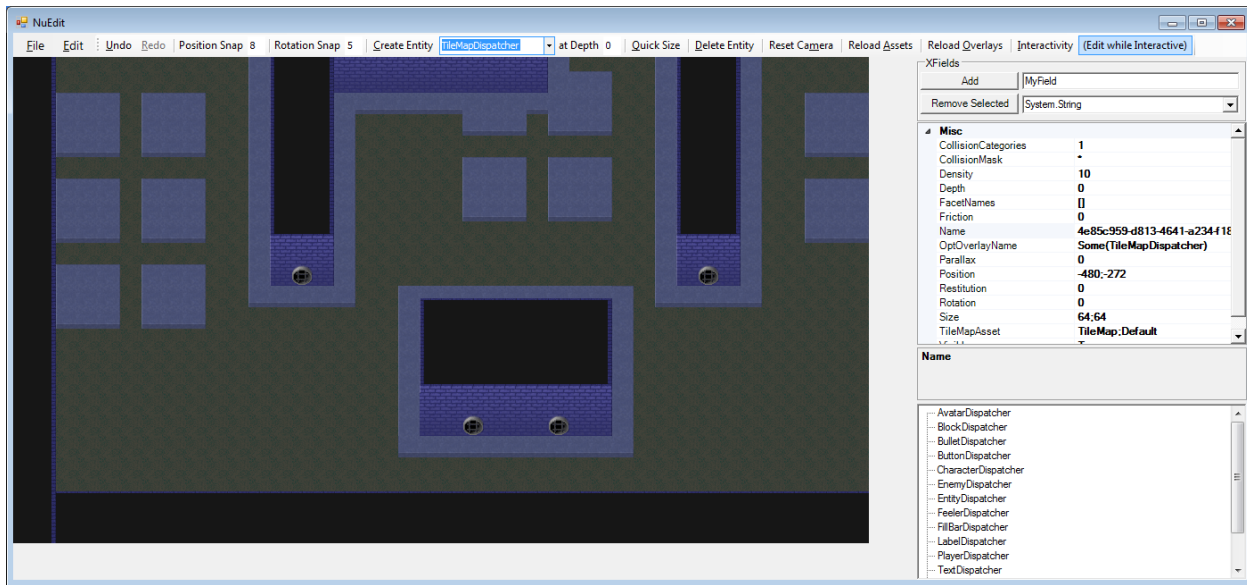 NuEdit
File Edit Undo Redo Position Snap 8 Rotation Snap 5 Create Entity TileMapDispatcher at Depth 0 Quick Size Delete Entity Reset Camera Reload Assets Reload Overlays Interactivity (Edit while Interactive)
XFields
Add MyField
Remove Selected System.String
Misc
CollisionCategories 1
CollisionMask *
Density 10
Depth 0
FacetNames []
Friction 0
Name 4e85c959-d813-4641-a234-f18
OptOverlayName Some(TileMapDispatcher)
Parallax 0
Position -480;-272
Restitution 0
Rotation 0
Size 64;64
TileMapAsset TileMap;Default
Name
AvatarDispatcher
BlockDispatcher
BulletDispatcher
ButtonDispatcher
CharacterDispatcher
EnemyDispatcher
EntityDispatcher
FeelerDispatcher
FillBarDispatcher
LabelDispatcher
PlayerDispatcher
TextDispatcher